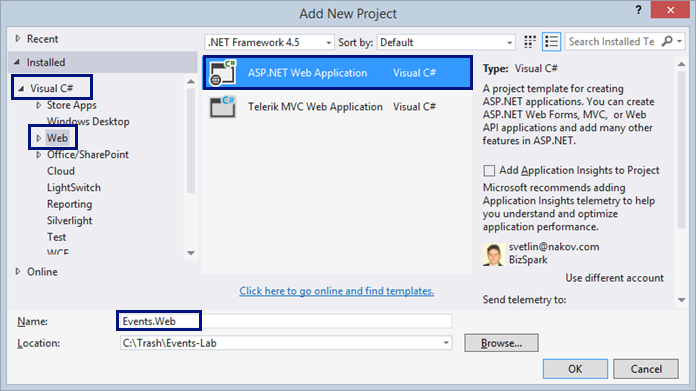 Add New Project
? x
Recent
.NET Framework 4.5 Sort by: Default
Search Installed Te
Installed
Visual C#
Store Apps
Windows Desktop
Web
Office/SharePoint
Cloud
LightSwitch
Reporting
Silverlight
Test
WCF
Online
C#
ASP.NET Web Application Visual C#
C#
Telerik MVC Web Application Visual C#
Click here to go online and find templates.
Type: Visual C#
A project template for creating
ASP.NET applications. You can create
ASP.NET Web Forms, MVC, or Web
API applications and add many other
features in ASP.NET.
Add Application Insights to Project
Microsoft recommends adding
Application Insights telemetry to help
you understand and optimize
application performance.
svetlin@nakov.com
BizSpark
Use different account
Send telemetry to:
Name: Events.Web
Location: C:\Trash\Events-Lab
Browse...
OK Cancel